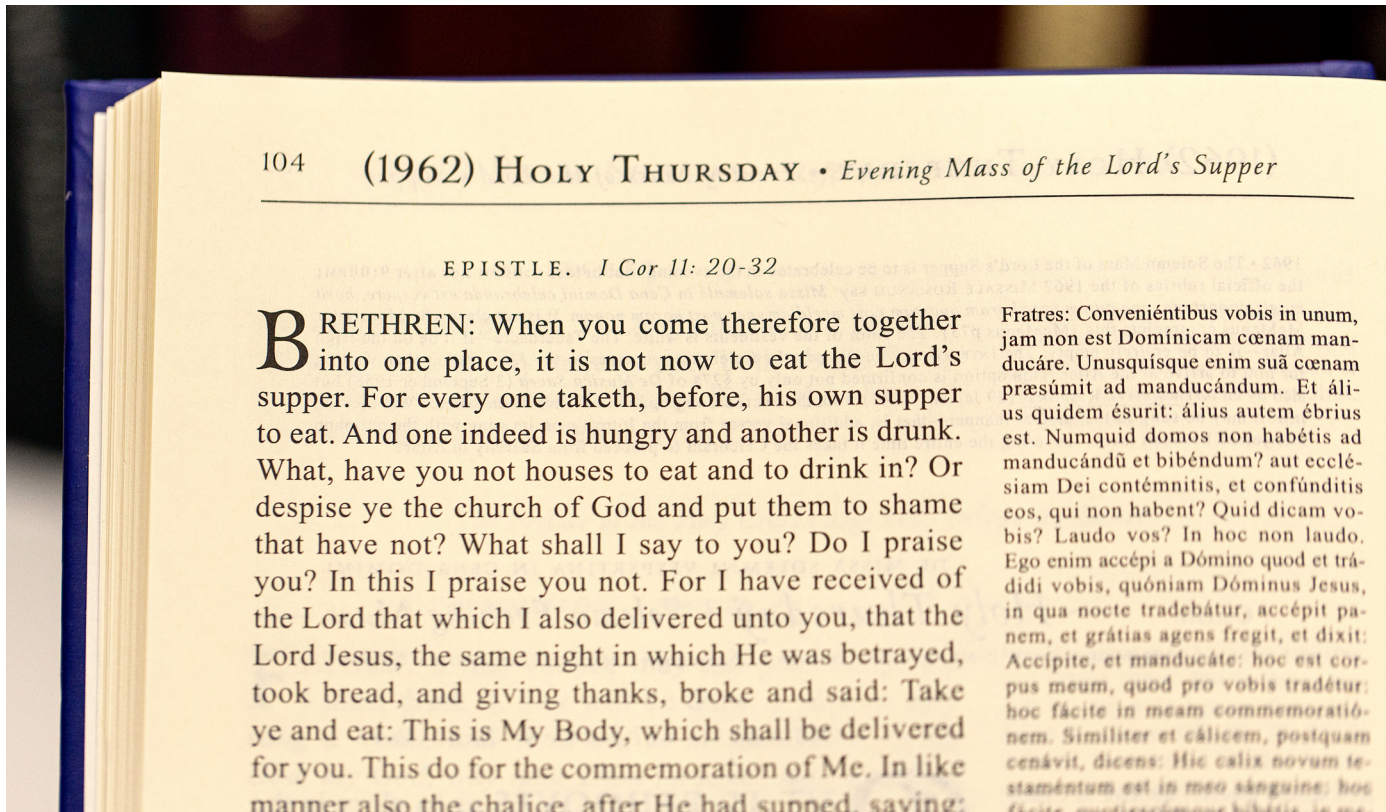 104 (1962) HOLY THURSDAY • Evening Mass of the Lord's Supper
EPISTLE. I Cor 11: 20-32
BRETHREN: When you come therefore together
into one place, it is not now to eat the Lord's
supper. For every one taketh, before, his own supper
to eat. And one indeed is hungry and another is drunk.
What, have you not houses to eat and to drink in? Or
despise ye the church of God and put them to shame
that have not? What shall I say to you? Do I praise
you? In this I praise you not. For I have received of
the Lord that which I also delivered unto you, that the
Lord Jesus, the same night in which He was betrayed,
took bread, and giving thanks, broke and said: Take
ye and eat: This is My Body, which shall be delivered
for you. This do for the commemoration of Me. In like
manner also the chalice, after He had supped, saying:
Fratres: Conveniéntibus vobis in unum,
jam non est Domínicam cœnam man-
ducáre. Unusquísque enim suã cœnam
præsúmit ad manducándum. Et áli-
us quidem ésurit: álius autem ébrius
est. Numquid domos non habétis ad
manducándũ et bibéndum? aut ecclé-
siam Dei contémnitis, et confúnditis
eos, qui non habent? Quid dicam vo-
bis? Laudo vos? In hoc non laudo.
Ego enim accépi a Dómino quod et trá-
didi vobis, quóniam Dóminus Jesus,
in qua nocte tradebátur, accépit pa-
nem, et grátias agens fregit, et dixit:
Accípite, et manducáte: hoc est cor-
pus meum, quod pro vobis tradétur:
hoc fácite in meam commemoratió-
nem. Simíliter et cálicem, postquam
cenávit, dicens: Hic calix novum te-
staméntum est in meo sánguine: hoc